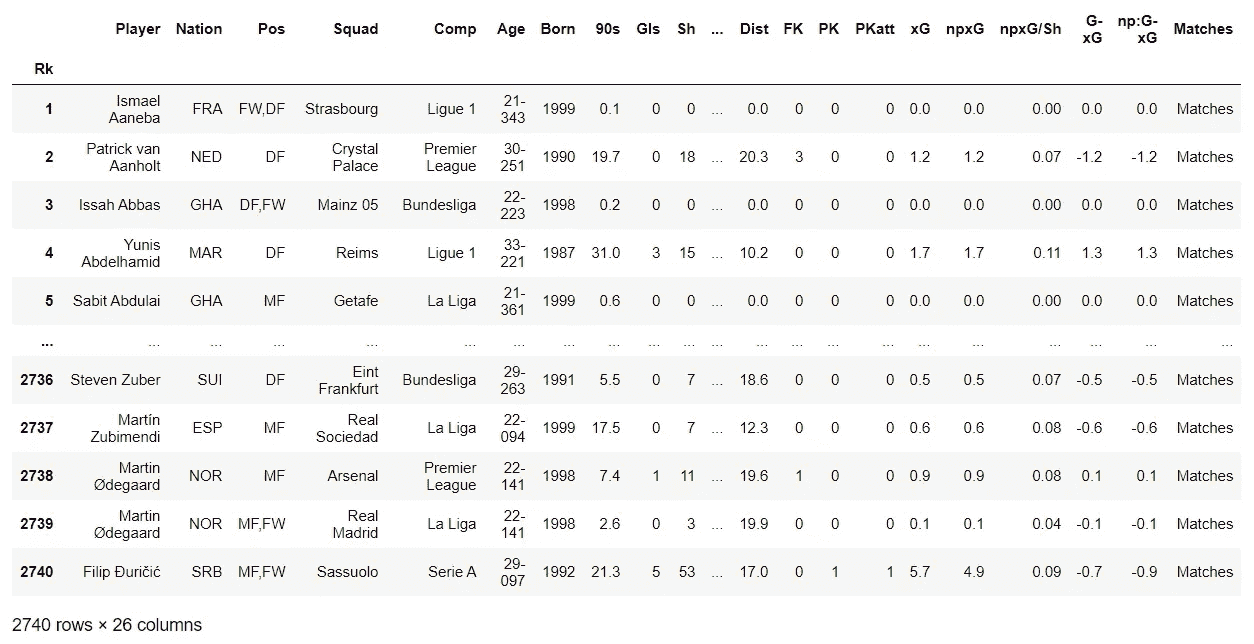 Player Nation Pos Squad Comp Age Born 90s Gls Sh ... Dist FK PK PKatt xG npxG npxG/Sh G-xG np:G-xG Matches
Rk
1 Ismael Aaneba FRA FW,DF Strasbourg Ligue 1 21-343 1999 0.1 0 0 ... 0.0 0 0 0 0.0 0.0 0.00 0.0 0.0 Matches
2 Patrick van Aanholt NED DF Crystal Palace Premier League 30-251 1990 19.7 0 18 ... 20.3 3 0 0 1.2 1.2 0.07 -1.2 -1.2 Matches
3 Issah Abbas GHA DF,FW Mainz 05 Bundesliga 22-223 1998 0.2 0 0 ... 0.0 0 0 0 0.0 0.0 0.00 0.0 0.0 Matches
4 Yunis Abdelhamid MAR DF Reims Ligue 1 33-221 1987 31.0 3 15 ... 10.2 0 0 0 1.7 1.7 0.11 1.3 1.3 Matches
5 Sabit Abdulai GHA MF Getafe La Liga 21-361 1999 0.6 0 0 ... 0.0 0 0 0 0.0 0.0 0.00 0.0 0.0 Matches
... ... ... ... ... ... ... ... ... ... ... ... ... ... ... ... ... ... ... ... ... ...
2736 Steven Zuber SUI DF Eint Frankfurt Bundesliga 29-263 1991 5.5 0 7 ... 18.6 0 0 0 0.5 0.5 0.07 -0.5 -0.5 Matches
2737 Martín Zubimendi ESP MF Real Sociedad La Liga 22-094 1999 17.5 0 7 ... 12.3 0 0 0 0.6 0.6 0.08 -0.6 -0.6 Matches
2738 Martin Ødegaard NOR MF Arsenal Premier League 22-141 1998 7.4 1 11 ... 19.6 1 0 0 0.9 0.9 0.08 0.1 0.1 Matches
2739 Martin Ødegaard NOR MF,FW Real Madrid La Liga 22-141 1998 2.6 0 3 ... 19.9 0 0 0 0.1 0.1 0.04 -0.1 -0.1 Matches
2740 Filip Đuričić SRB MF,FW Sassuolo Serie A 29-097 1992 21.3 5 53 ... 17.0 0 1 1 5.7 4.9 0.09 -0.7 -0.9 Matches
2740 rows × 26 columns